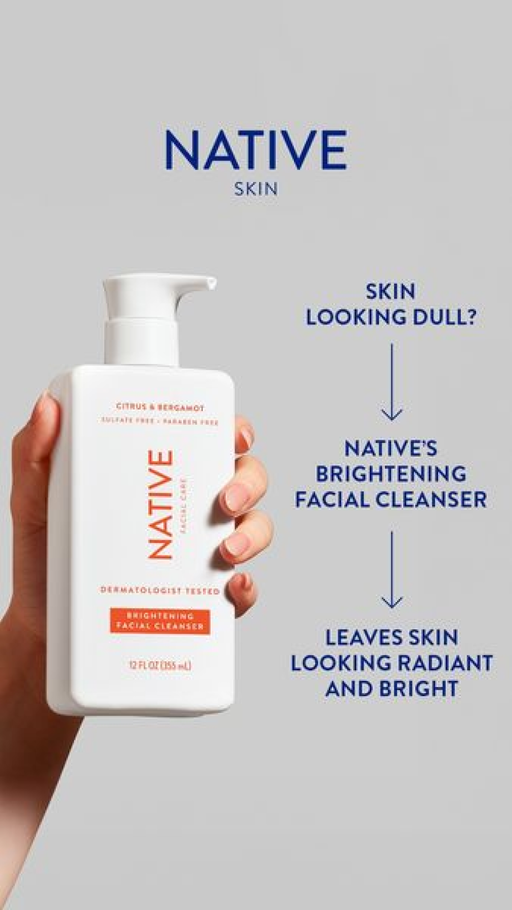 NATIVE
SKIN
CITRUS & BERGAMOT
SULFATE FREE • PARABEN FREE
NATIVE
FACIAL CARE
DERMATOLOGIST TESTED
BRIGHTENING
FACIAL CLEANSER
12 FL OZ (355 mL)
SKIN
LOOKING DULL?
NATIVE'S
BRIGHTENING
FACIAL CLEANSER
LEAVES SKIN
LOOKING RADIANT
AND BRIGHT